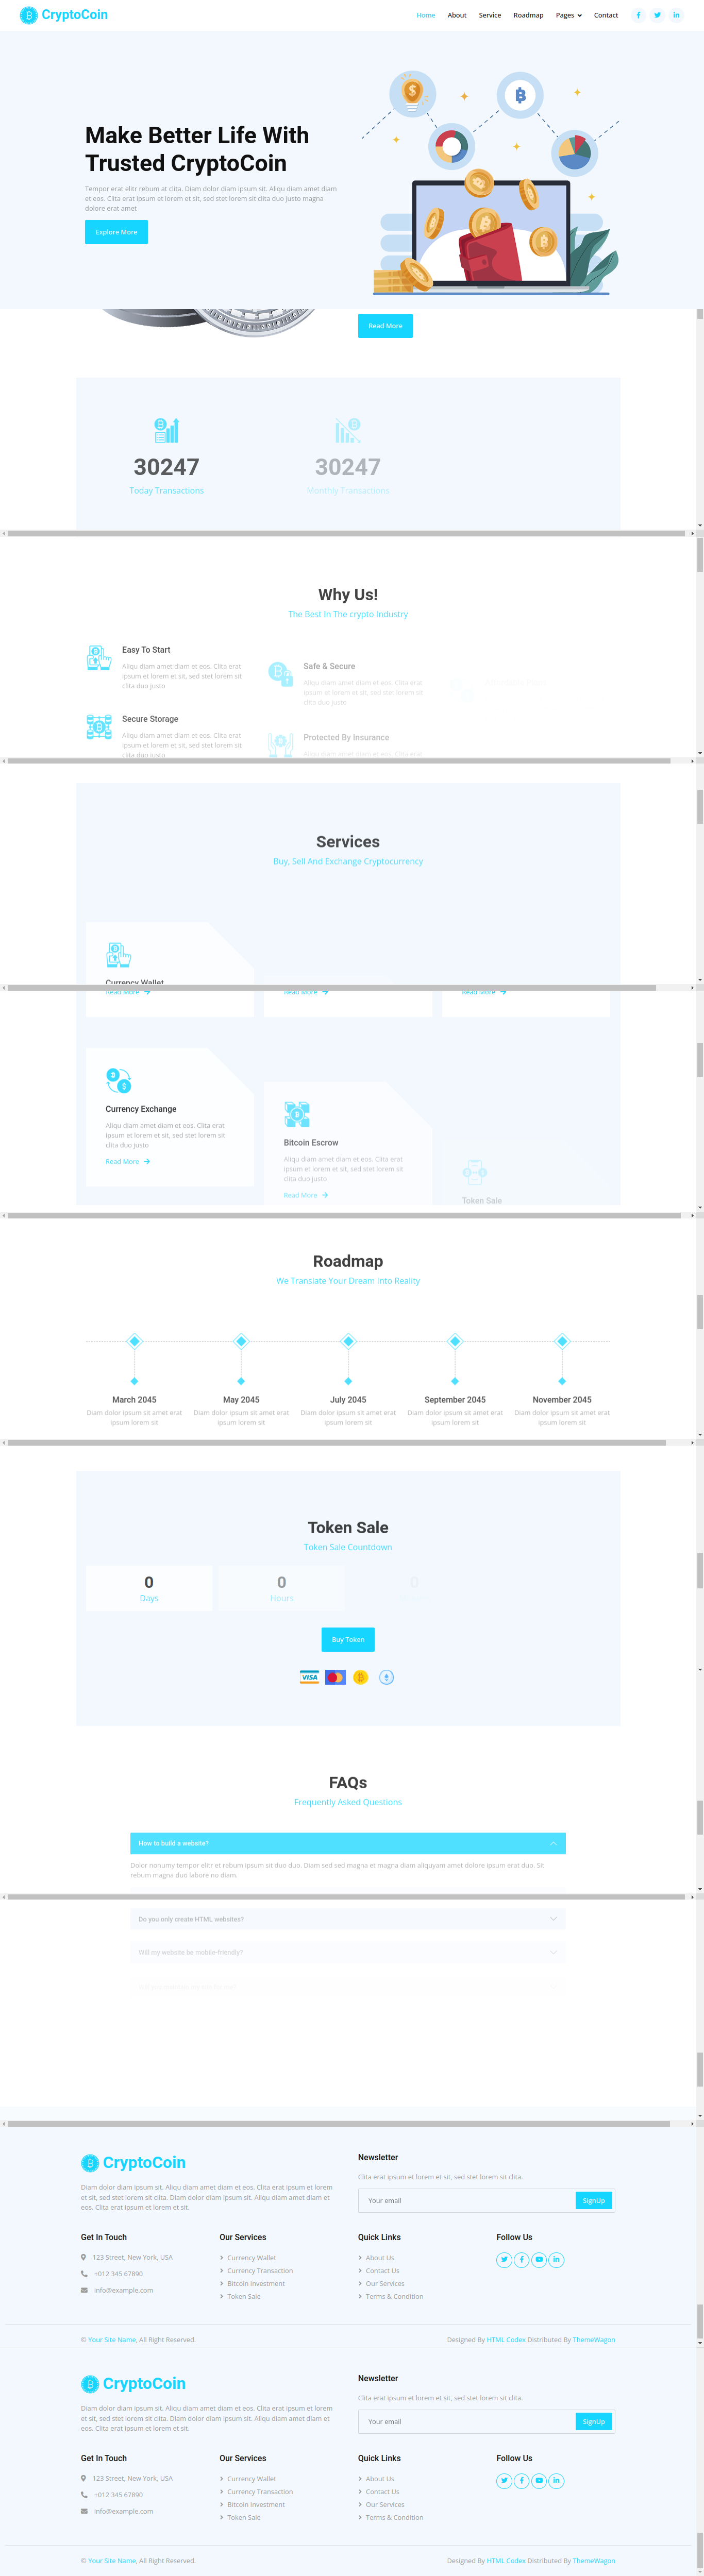 CryptoCoin
Home About Service Roadmap Pages Contact
Make Better Life With
Trusted CryptoCoin
Tempor erat elitr rebum at clita. Diam dolor diam ipsum sit. Aliqu diam amet diam
et eos. Clita erat ipsum et lorem et sit, sed stet lorem sit clita duo justo magna
dolore erat amet
Explore More
Read More
30247
Today Transactions
30247
Monthly Transactions
Why Us!
The Best In The crypto Industry
Easy To Start
Aliqu diam amet diam et eos. Clita erat
ipsum et lorem et sit, sed stet lorem sit
clita duo justo
Safe & Secure
Aliqu diam amet diam et eos. Clita erat
ipsum et lorem et sit, sed stet lorem sit
clita duo justo
Secure Storage
Aliqu diam amet diam et eos. Clita erat
ipsum et lorem et sit, sed stet lorem sit
clita duo justo
Protected By Insurance
Aliqu diam amet diam et eos. Clita erat
Services
Buy, Sell And Exchange Cryptocurrency
Currency Wallet
Read More
Read More
Read More
Currency Exchange
Aliqu diam amet diam et eos. Clita erat
ipsum et lorem et sit, sed stet lorem sit
clita duo justo
Read More
Bitcoin Escrow
Aliqu diam amet diam et eos. Clita erat
ipsum et lorem et sit, sed stet lorem sit
clita duo justo
Read More
Token Sale
Roadmap
We Translate Your Dream Into Reality
March 2045
Diam dolor ipsum sit amet erat
ipsum lorem sit
May 2045
Diam dolor ipsum sit amet erat
ipsum lorem sit
July 2045
Diam dolor ipsum sit amet erat
ipsum lorem sit
September 2045
Diam dolor ipsum sit amet erat
ipsum lorem sit
November 2045
Diam dolor ipsum sit amet erat
ipsum lorem sit
Token Sale
Token Sale Countdown
0
Days
0
Hours
0
Buy Token
VISA
FAQs
Frequently Asked Questions
How to build a website?
Dolor nonumy tempor elitr et rebum ipsum sit duo duo. Diam sed sed magna et magna diam aliquyam amet dolore ipsum erat duo. Sit
rebum magna duo labore no diam.
Do you only create HTML websites?
Will my website be mobile-friendly?
CryptoCoin
Diam dolor diam ipsum sit. Aliqu diam amet diam et eos. Clita erat ipsum et lorem
et sit, sed stet lorem sit clita. Diam dolor diam ipsum sit. Aliqu diam amet diam et
eos. Clita erat ipsum et lorem et sit.
Newsletter
Clita erat ipsum et lorem et sit, sed stet lorem sit clita.
Your email
SignUp
Get In Touch
123 Street, New York, USA
+012 345 67890
info@example.com
Our Services
Currency Wallet
Currency Transaction
Bitcoin Investment
Token Sale
Quick Links
About Us
Contact Us
Our Services
Terms & Condition
Follow Us
© Your Site Name, All Right Reserved.
Designed By HTML Codex Distributed By ThemeWagon
CryptoCoin
Diam dolor diam ipsum sit. Aliqu diam amet diam et eos. Clita erat ipsum et lorem
et sit, sed stet lorem sit clita. Diam dolor diam ipsum sit. Aliqu diam amet diam et
eos. Clita erat ipsum et lorem et sit.
Newsletter
Clita erat ipsum et lorem et sit, sed stet lorem sit clita.
Your email
SignUp
Get In Touch
123 Street, New York, USA
+012 345 67890
info@example.com
Our Services
Currency Wallet
Currency Transaction
Bitcoin Investment
Token Sale
Quick Links
About Us
Contact Us
Our Services
Terms & Condition
Follow Us
© Your Site Name, All Right Reserved.
Designed By HTML Codex Distributed By ThemeWagon